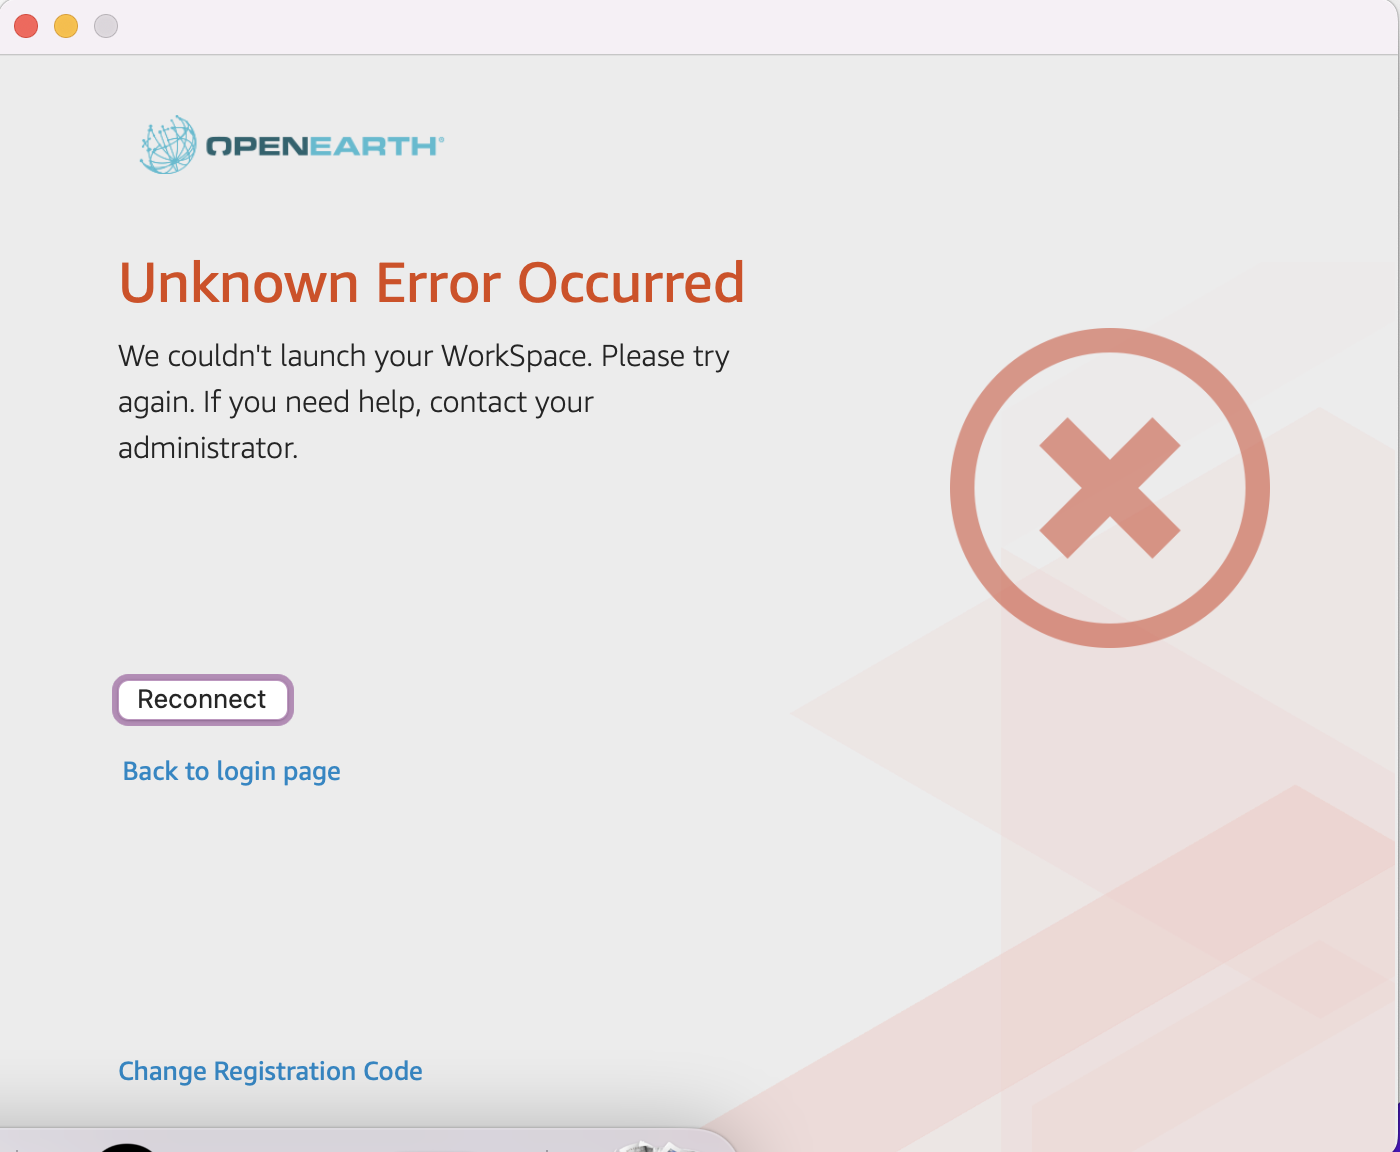 OPENEARTH®
Unknown Error Occurred
We couldn't launch your WorkSpace. Please try
again. If you need help, contact your
administrator.
Reconnect
Back to login page
Change Registration Code